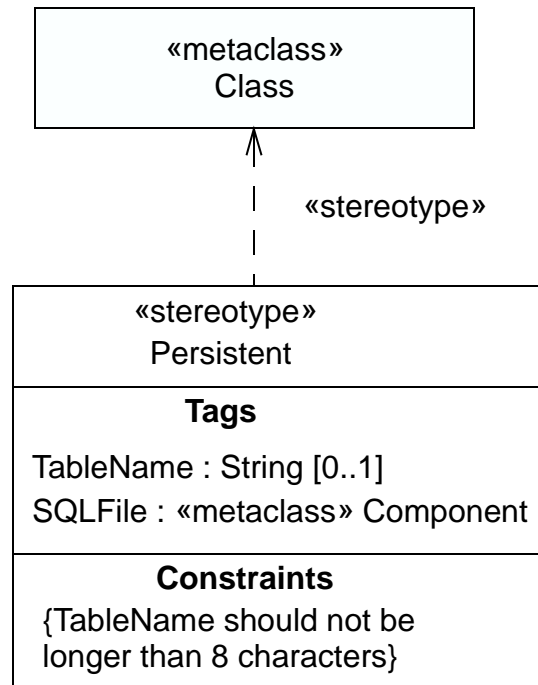 «metaclass»
Class
«stereotype»
«stereotype»
Persistent
Tags
TableName : String [0..1]
SQLFile : «metaclass» Component
Constraints
{TableName should not be
longer than 8 characters}